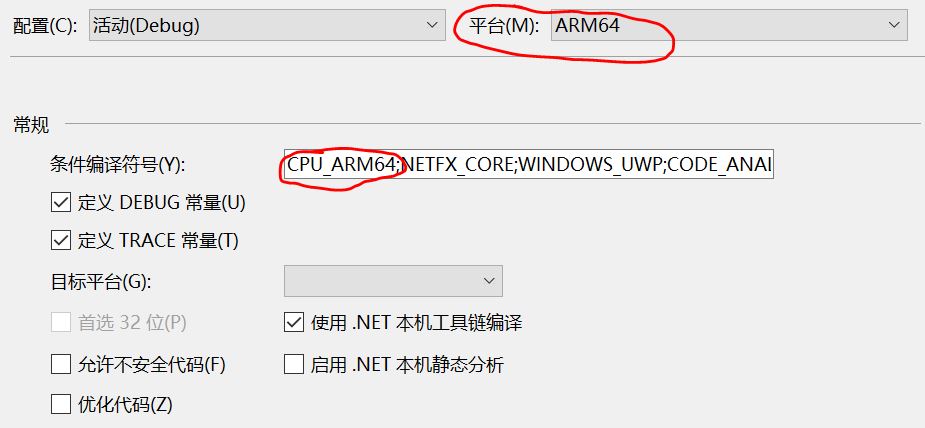 配置(C): 活动(Debug) 平台(M): ARM64
常规
条件编译符号(Y): CPU_ARM64;NETFX_CORE;WINDOWS_UWP;CODE_ANAI
定义 DEBUG 常量(U)
定义 TRACE 常量(T)
目标平台(G):
首选 32 位(P) 使用 .NET 本机工具链编译
允许不安全代码(F) 启用 .NET 本机静态分析
优化代码(Z)